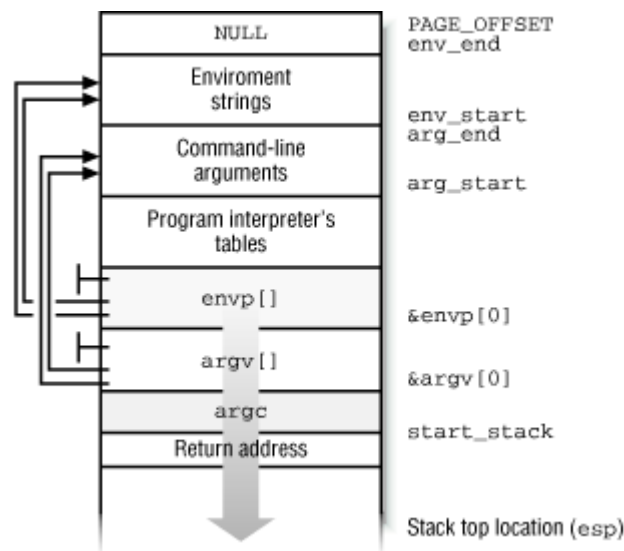 NULL
PAGE_OFFSET
env_end
Enviroment
strings
env_start
arg_end
Command-line
arguments
arg_start
Program interpreter's
tables
envp[]
&envp[0]
argv[]
&argv[0]
argc
start_stack
Return address
Stack top location (esp)